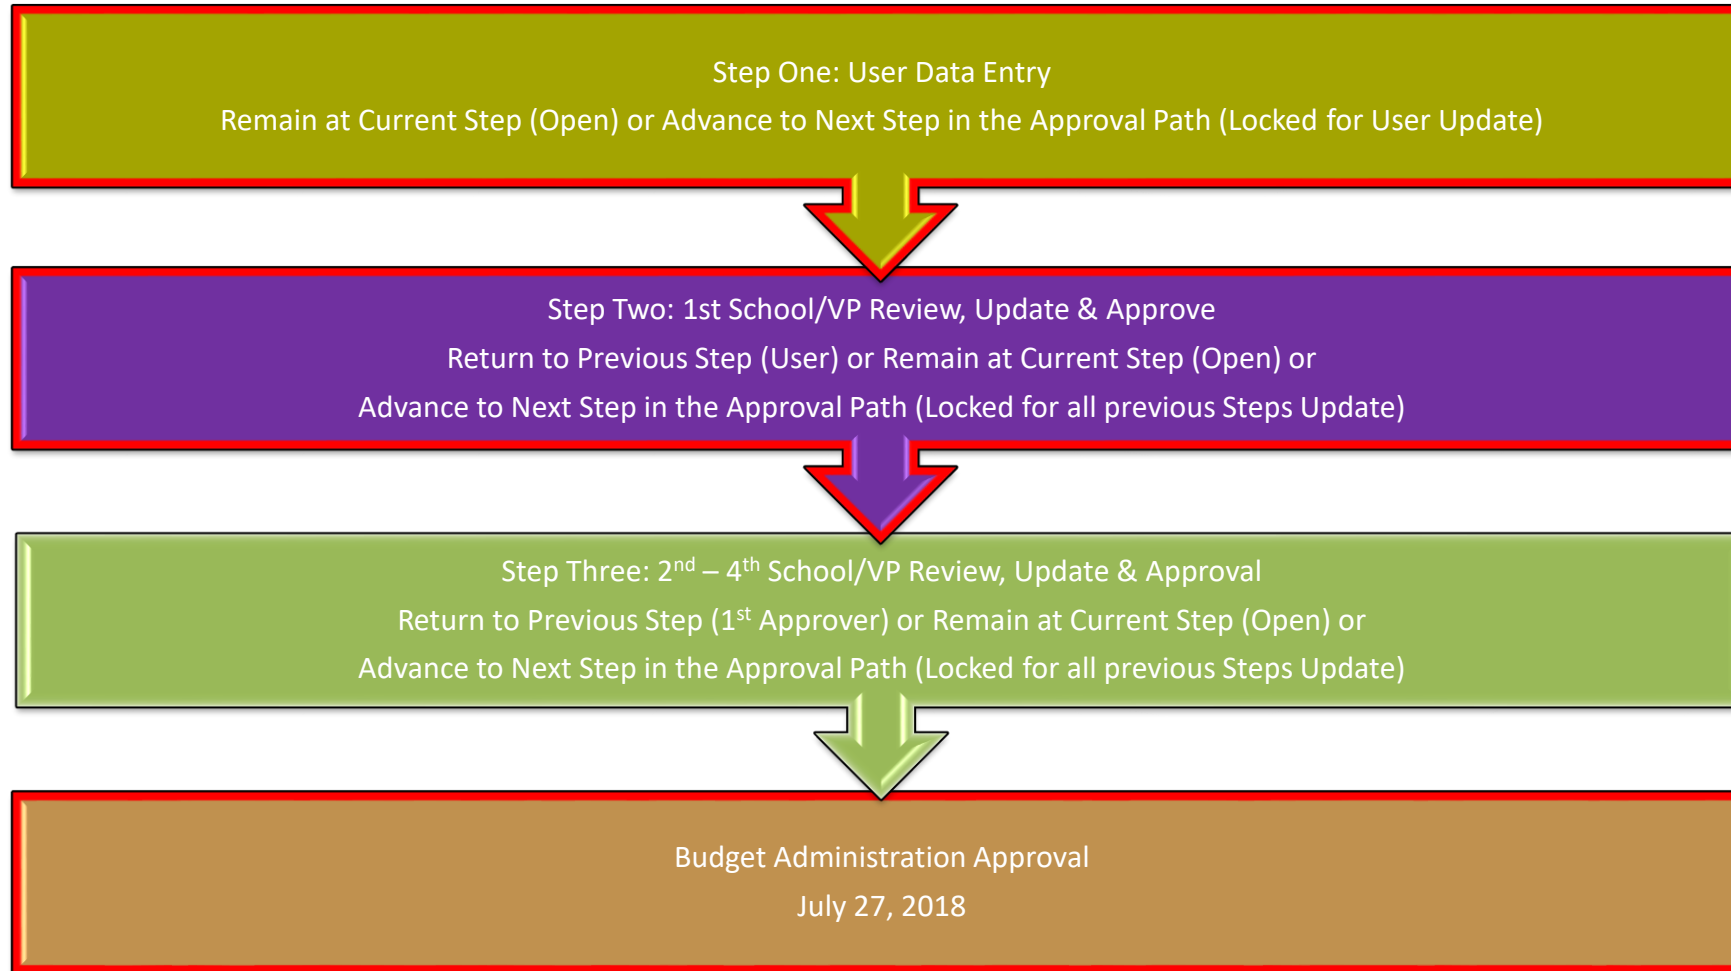 Step One: User Data Entry
Remain at Current Step (Open) or Advance to Next Step in the Approval Path (Locked for User Update)
Step Two: 1st School/VP Review, Update & Approve
Return to Previous Step (User) or Remain at Current Step (Open) or
Advance to Next Step in the Approval Path (Locked for all previous Steps Update)
Step Three: 2nd – 4th School/VP Review, Update & Approval
Return to Previous Step (1st Approver) or Remain at Current Step (Open) or
Advance to Next Step in the Approval Path (Locked for all previous Steps Update)
Budget Administration Approval
July 27, 2018